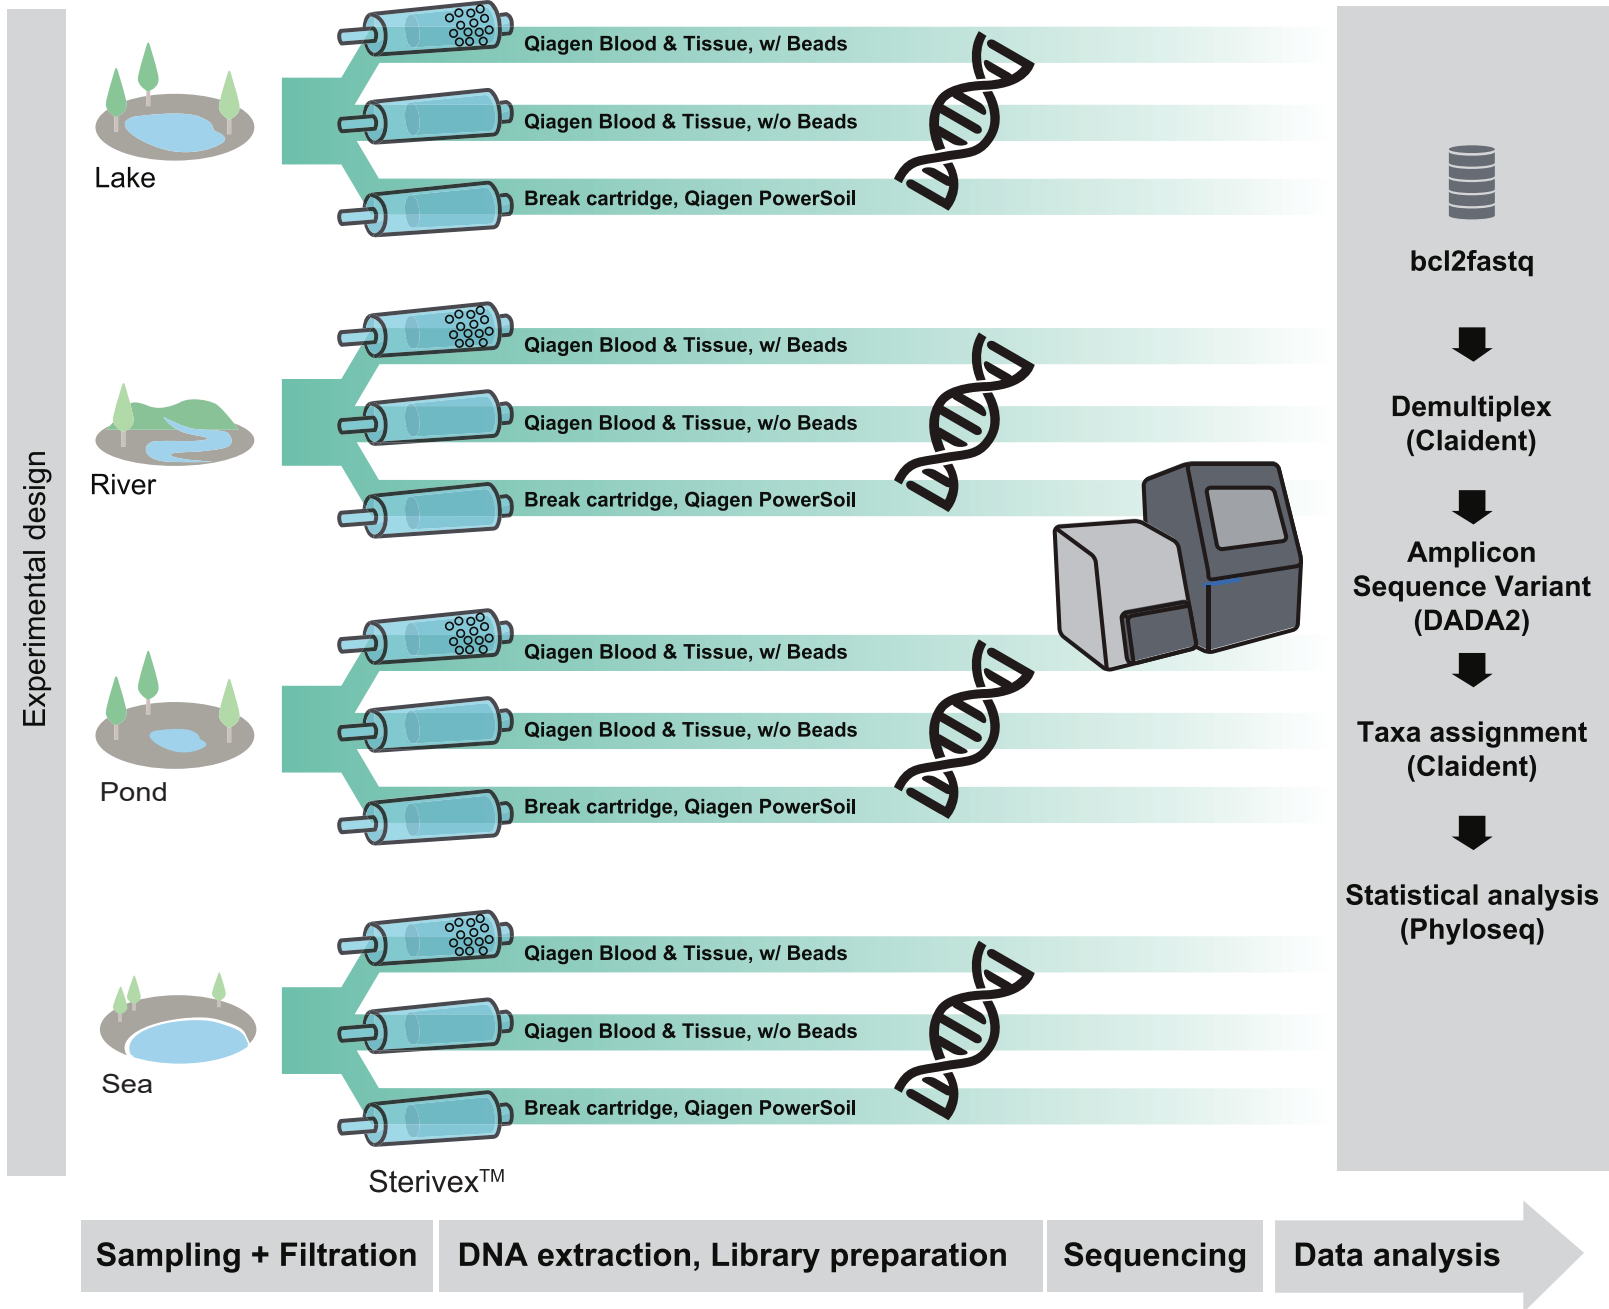 Experimental design
Lake
Qiagen Blood & Tissue, w/ Beads
Qiagen Blood & Tissue, w/o Beads
Break cartridge, Qiagen PowerSoil
River
Qiagen Blood & Tissue, w/ Beads
Qiagen Blood & Tissue, w/o Beads
Break cartridge, Qiagen PowerSoil
Pond
Qiagen Blood & Tissue, w/ Beads
Qiagen Blood & Tissue, w/o Beads
Break cartridge, Qiagen PowerSoil
Sea
Qiagen Blood & Tissue, w/ Beads
Qiagen Blood & Tissue, w/o Beads
Break cartridge, Qiagen PowerSoil
Sterivex™
bcl2fastq
Demultiplex
(Claident)
Amplicon
Sequence Variant
(DADA2)
Taxa assignment
(Claident)
Statistical analysis
(Phyloseq)
Sampling + Filtration
DNA extraction, Library preparation
Sequencing
Data analysis